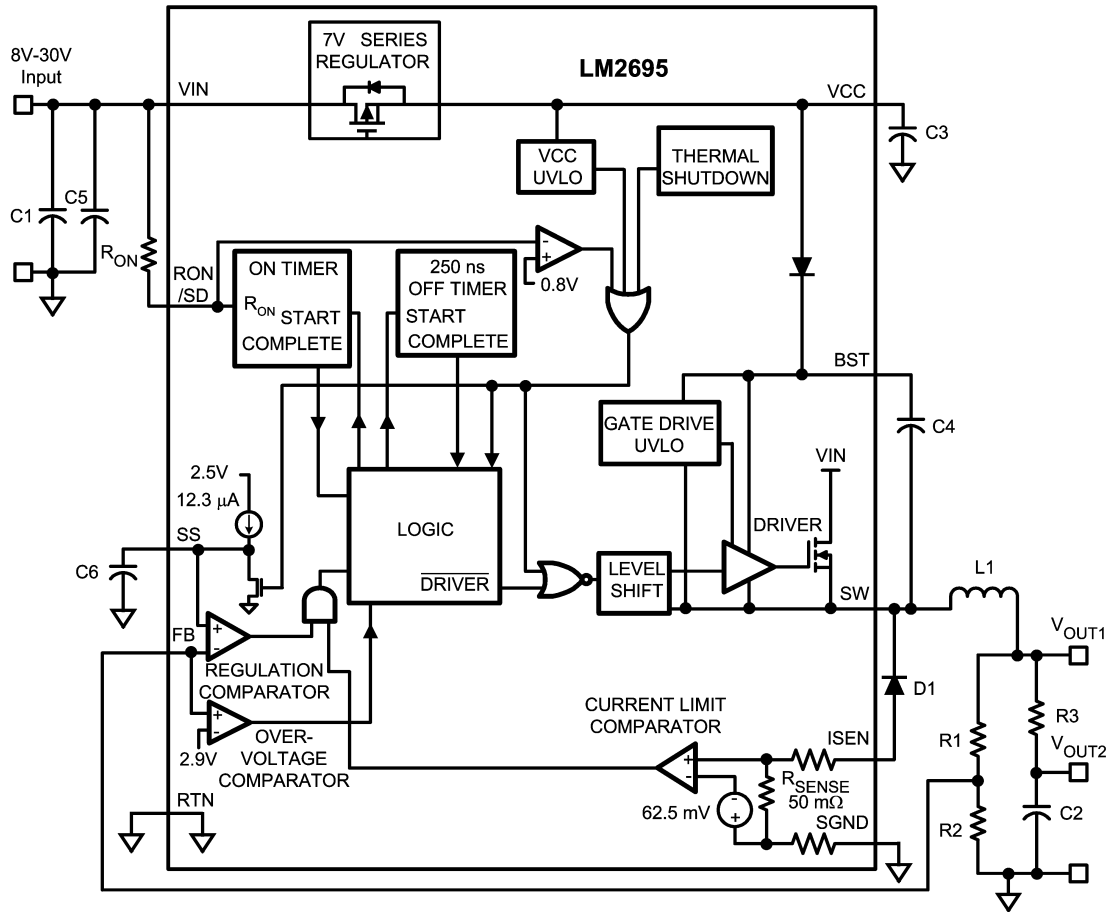 8V-30V
Input
7V SERIES
REGULATOR
LM2695
VIN
VCC
C3
VCC
UVLO
THERMAL
SHUTDOWN
C1
C5
RON
RON
/SD
ON TIMER
RON START
COMPLETE
250 ns
OFF TIMER
START
COMPLETE
-
+
0.8V
BST
C4
GATE DRIVE
UVLO
VIN
2.5V
12.3 μA
SS
C6
LOGIC
DRIVER
DRIVER
LEVEL
SHIFT
SW
L1
FB
+
-
REGULATION
COMPARATOR
VOUT1
+
-
2.9V
OVER-
VOLTAGE
COMPARATOR
CURRENT LIMIT
COMPARATOR
D1
R3
R1
ISEN
VOUT2
+
-
RSENSE
50 mΩ
62.5 mV
-
+
SGND
RTN
R2
C2